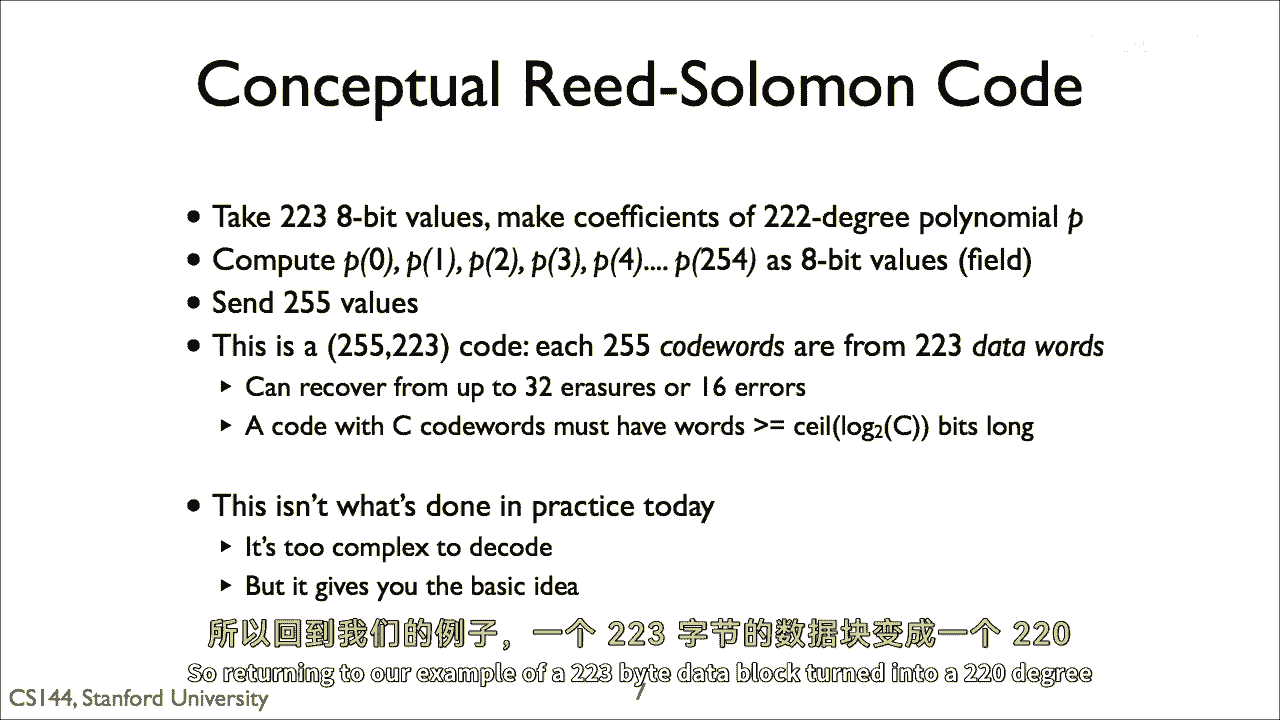 Conceptual Reed-Solomon Code
• Take 223 8-bit values, make coefficients of 222-degree polynomial p
• Compute p(0), p(1), p(2), p(3), p(4).... p(254) as 8-bit values (field)
• Send 255 values
• This is a (255,223) code: each 255 codewords are from 223 data words
‣ Can recover from up to 32 erasures or 16 errors
‣ A code with C codewords must have words >= ceil(log₂(C)) bits long
• This isn't what's done in practice today
‣ It's too complex to decode
‣ But it gives you the basic idea
所以回到我们的例子，一个 223 字节的数据块变成一个 220
So returning to our example of a 223 byte data block turned into a 220 degree
CS144, Stanford University
7